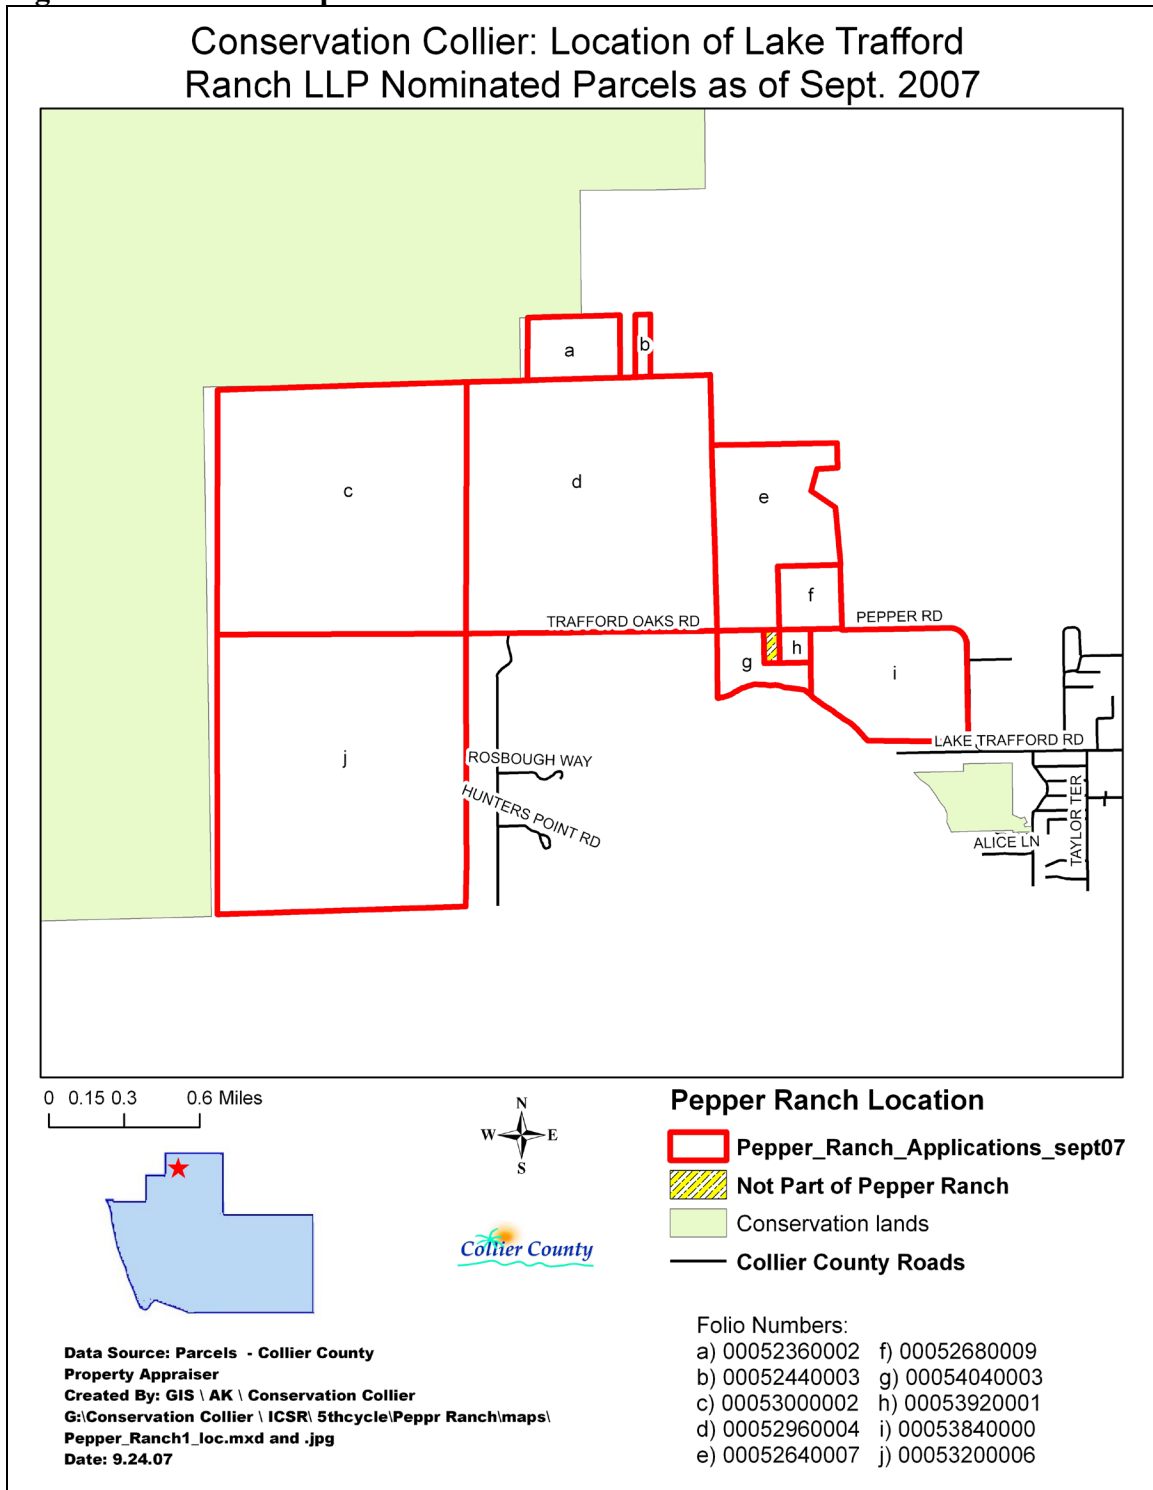 Conservation Collier: Location of Lake Trafford
Ranch LLP Nominated Parcels as of Sept. 2007
a
b
c
d
e
f
TRAFFORD OAKS RD
PEPPER RD
g
h
i
j
LAKE TRAFFORD RD
ROSBOUGH WAY
HUNTERS POINT RD
TAYLOR TER
ALICE LN
0 0.15 0.3 0.6 Miles
N
W E
S
Collier County
Pepper Ranch Location
Pepper_Ranch_Applications_sept07
Not Part of Pepper Ranch
Conservation lands
Collier County Roads
Folio Numbers:
a) 00052360002 f) 00052680009
b) 00052440003 g) 00054040003
c) 00053000002 h) 00053920001
d) 00052960004 i) 00053840000
e) 00052640007 j) 00053200006
Data Source: Parcels - Collier County
Property Appraiser
Created By: GIS \ AK \ Conservation Collier
G:\Conservation Collier \ ICSR\ 5thcycle\Peppr Ranch\maps\
Pepper_Ranch1_loc.mxd and .jpg
Date: 9.24.07